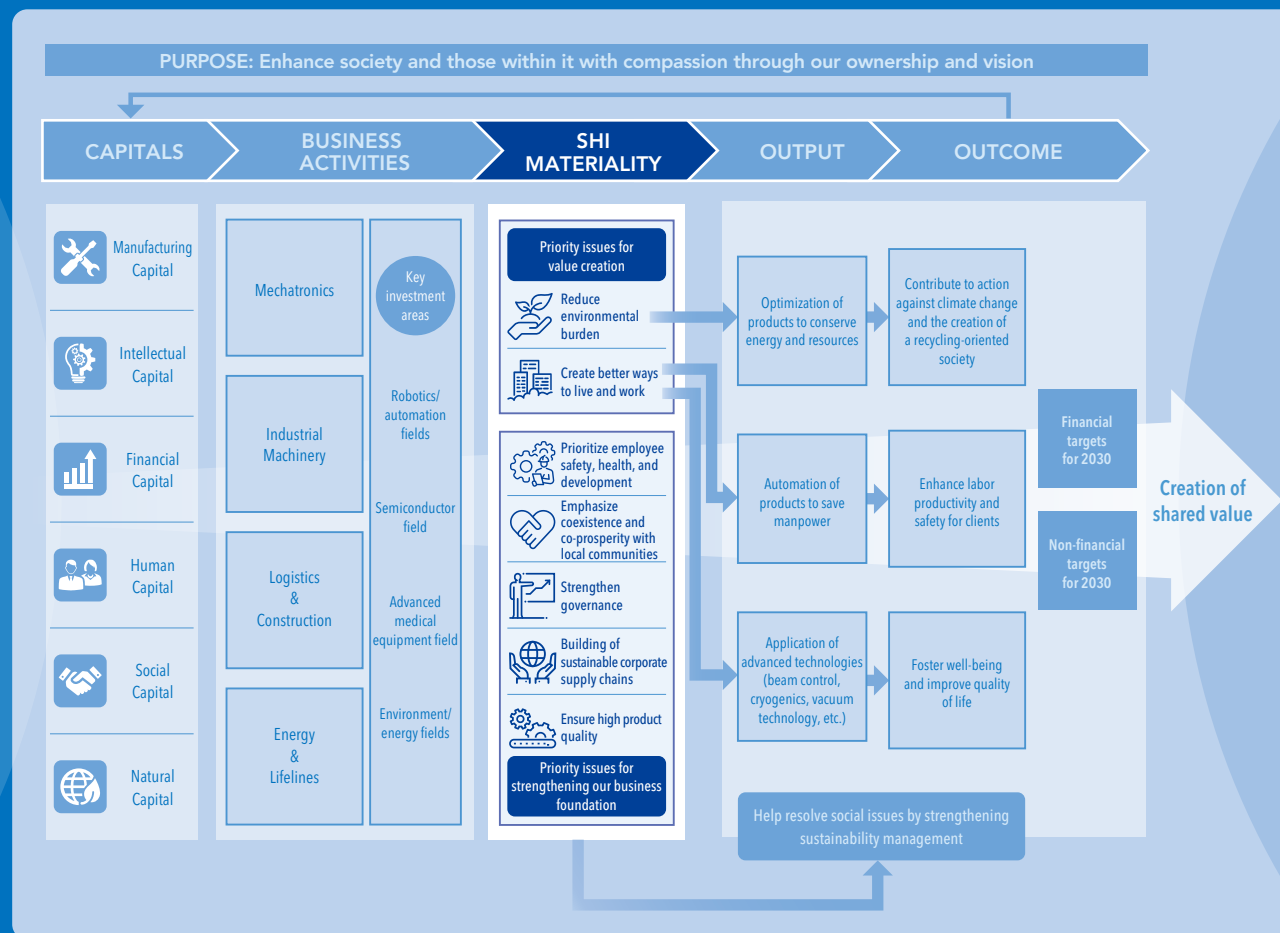 PURPOSE: Enhance society and those within it with compassion through our ownership and vision
CAPITALS
BUSINESS
ACTIVITIES
SHI
MATERIALITY
OUTPUT
OUTCOME
Manufacturing
Capital
Intellectual
Capital
Financial
Capital
Human
Capital
Social
Capital
Natural
Capital
Mechatronics
Industrial
Machinery
Logistics
&
Construction
Energy
&
Lifelines
Key
investment
areas
Robotics/
automation
fields
Semiconductor
field
Advanced
medical
equipment field
Environment/
energy fields
Priority issues for
value creation
Reduce
environmental
burden
Create better ways
to live and work
Prioritize employee
safety, health, and
development
Emphasize
coexistence and
co-prosperity with
local communities
Strengthen
governance
Building of
sustainable corporate
supply chains
Ensure high product
quality
Priority issues for
strengthening our business
foundation
Optimization of
products to conserve
energy and resources
Contribute to action
against climate change
and the creation of
a recycling-oriented
society
Automation of
products to save
manpower
Enhance labor
productivity and
safety for clients
Application of
advanced technologies
(beam control,
cryogenics, vacuum
technology, etc.)
Foster well-being
and improve quality
of life
Help resolve social issues by strengthening
sustainability management
Financial
targets
for 2030
Non-financial
targets
for 2030
Creation of
shared value